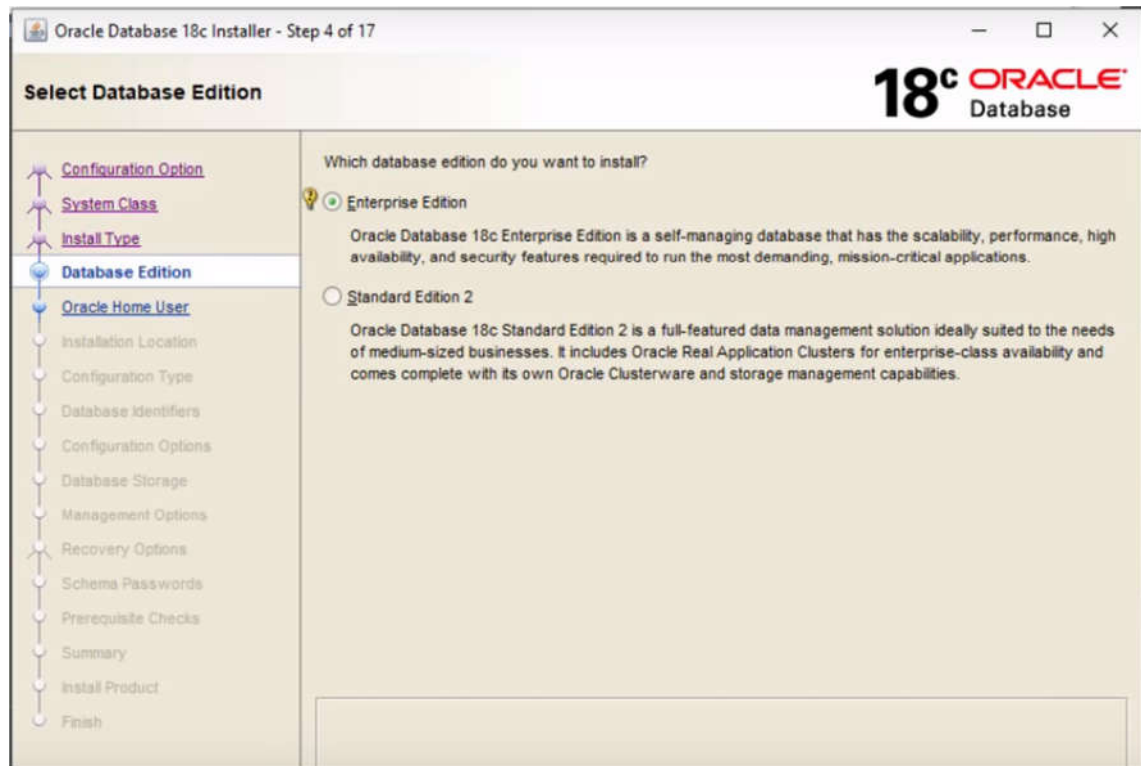 Oracle Database 18c Installer - Step 4 of 17
Select Database Edition
18c ORACLE
Database
Configuration Option
System Class
Install Type
Database Edition
Oracle Home User
Installation Location
Configuration Type
Database Identifiers
Configuration Options
Database Storage
Management Options
Recovery Options
Schema Passwords
Prerequisite Checks
Summary
Install Product
Finish
Which database edition do you want to install?
Enterprise Edition
Oracle Database 18c Enterprise Edition is a self-managing database that has the scalability, performance, high
availability, and security features required to run the most demanding, mission-critical applications.
Standard Edition 2
Oracle Database 18c Standard Edition 2 is a full-featured data management solution ideally suited to the needs
of medium-sized businesses. It includes Oracle Real Application Clusters for enterprise-class availability and
comes complete with its own Oracle Clusterware and storage management capabilities.